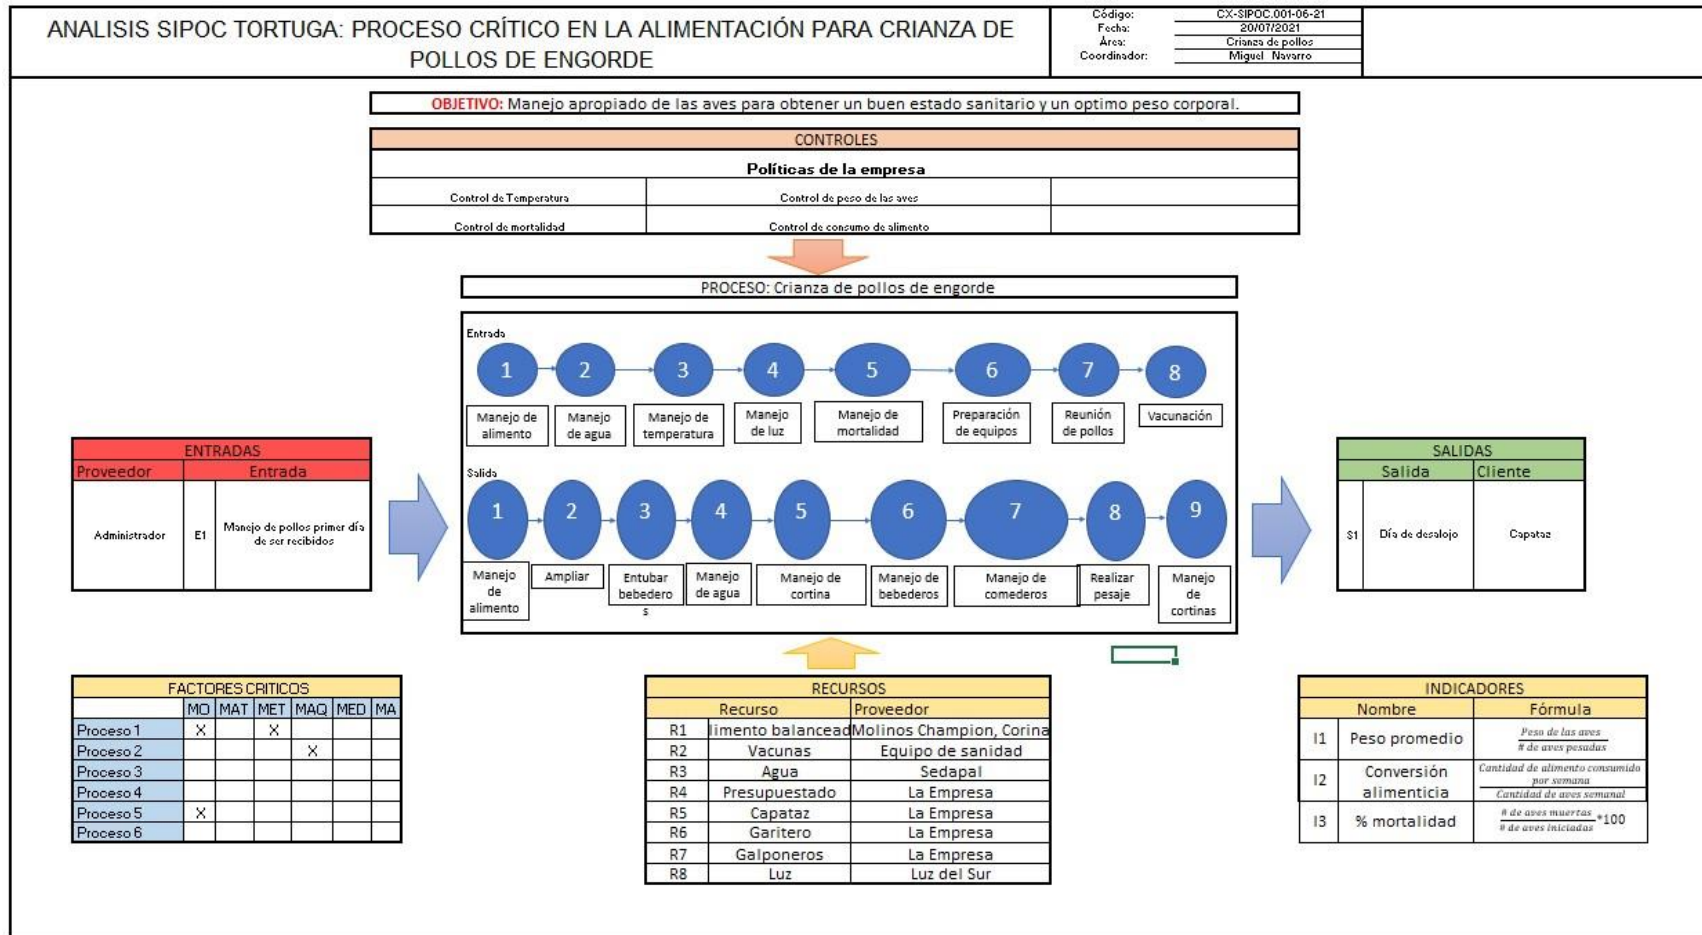 ANALISIS SIPOC TORTUGA: PROCESO CRÍTICO EN LA ALIMENTACIÓN PARA CRIANZA DE
POLLOS DE ENGORDE
Código: CX-SIPOC.001-06-21
Fecha: 20/07/2021
Área: Crianza de pollos
Coordinador: Miguel Navarro
OBJETIVO: Manejo apropiado de las aves para obtener un buen estado sanitario y un optimo peso corporal.
CONTROLES
Políticas de la empresa
Control de Temperatura Control de peso de las aves
Control de mortalidad Control de consumo de alimento
PROCESO: Crianza de pollos de engorde
Entrada
1 2 3 4 5 6 7 8
Manejo de
alimento
Manejo
de agua
Manejo de
temperatura
Manejo
de luz
Manejo de
mortalidad
Preparación
de equipos
Reunión
de pollos
Vacunación
Salida
1 2 3 4 5 6 7 8 9
Manejo
de
alimento
Ampliar
Entubar
bebedero
s
Manejo
de agua
Manejo de
cortina
Manejo de
bebederos
Manejo de
comederos
Realizar
pesaje
Manejo
de
cortinas
ENTRADAS
Proveedor Entrada
Administrador E1 Manejo de pollos primer día
de ser recibidos
SALIDAS
Salida Cliente
S1 Día de desalojo Capataz
FACTORES CRITICOS
MO MAT MET MAQ MED MA
Proceso 1 X X
Proceso 2 X
Proceso 3
Proceso 4
Proceso 5 X
Proceso 6
RECURSOS
Recurso Proveedor
R1 limento balancead Molinos Champion, Corina
R2 Vacunas Equipo de sanidad
R3 Agua Sedapal
R4 Presupuestado La Empresa
R5 Capataz La Empresa
R6 Garitero La Empresa
R7 Galponeros La Empresa
R8 Luz Luz del Sur
INDICADORES
Nombre Fórmula
I1 Peso promedio
Peso de las aves
# de aves pesadas
I2 Conversión
alimenticia
Cantidad de alimento consumido
por semana
Cantidad de aves semanal
I3 % mortalidad
# de aves muertas
# de aves iniciadas
*100